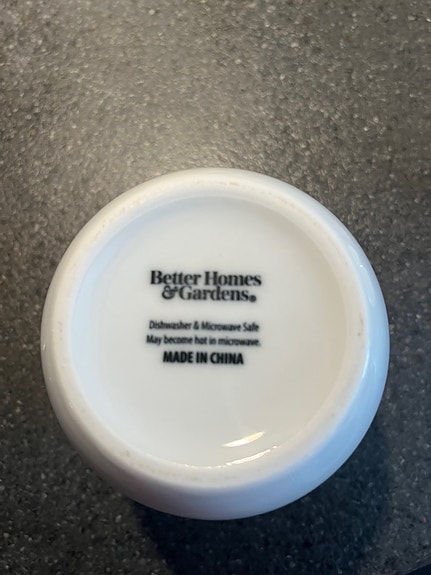 Better Homes
& Gardens®
Dishwasher & Microwave Safe
May become hot in microwave.
MADE IN CHINA